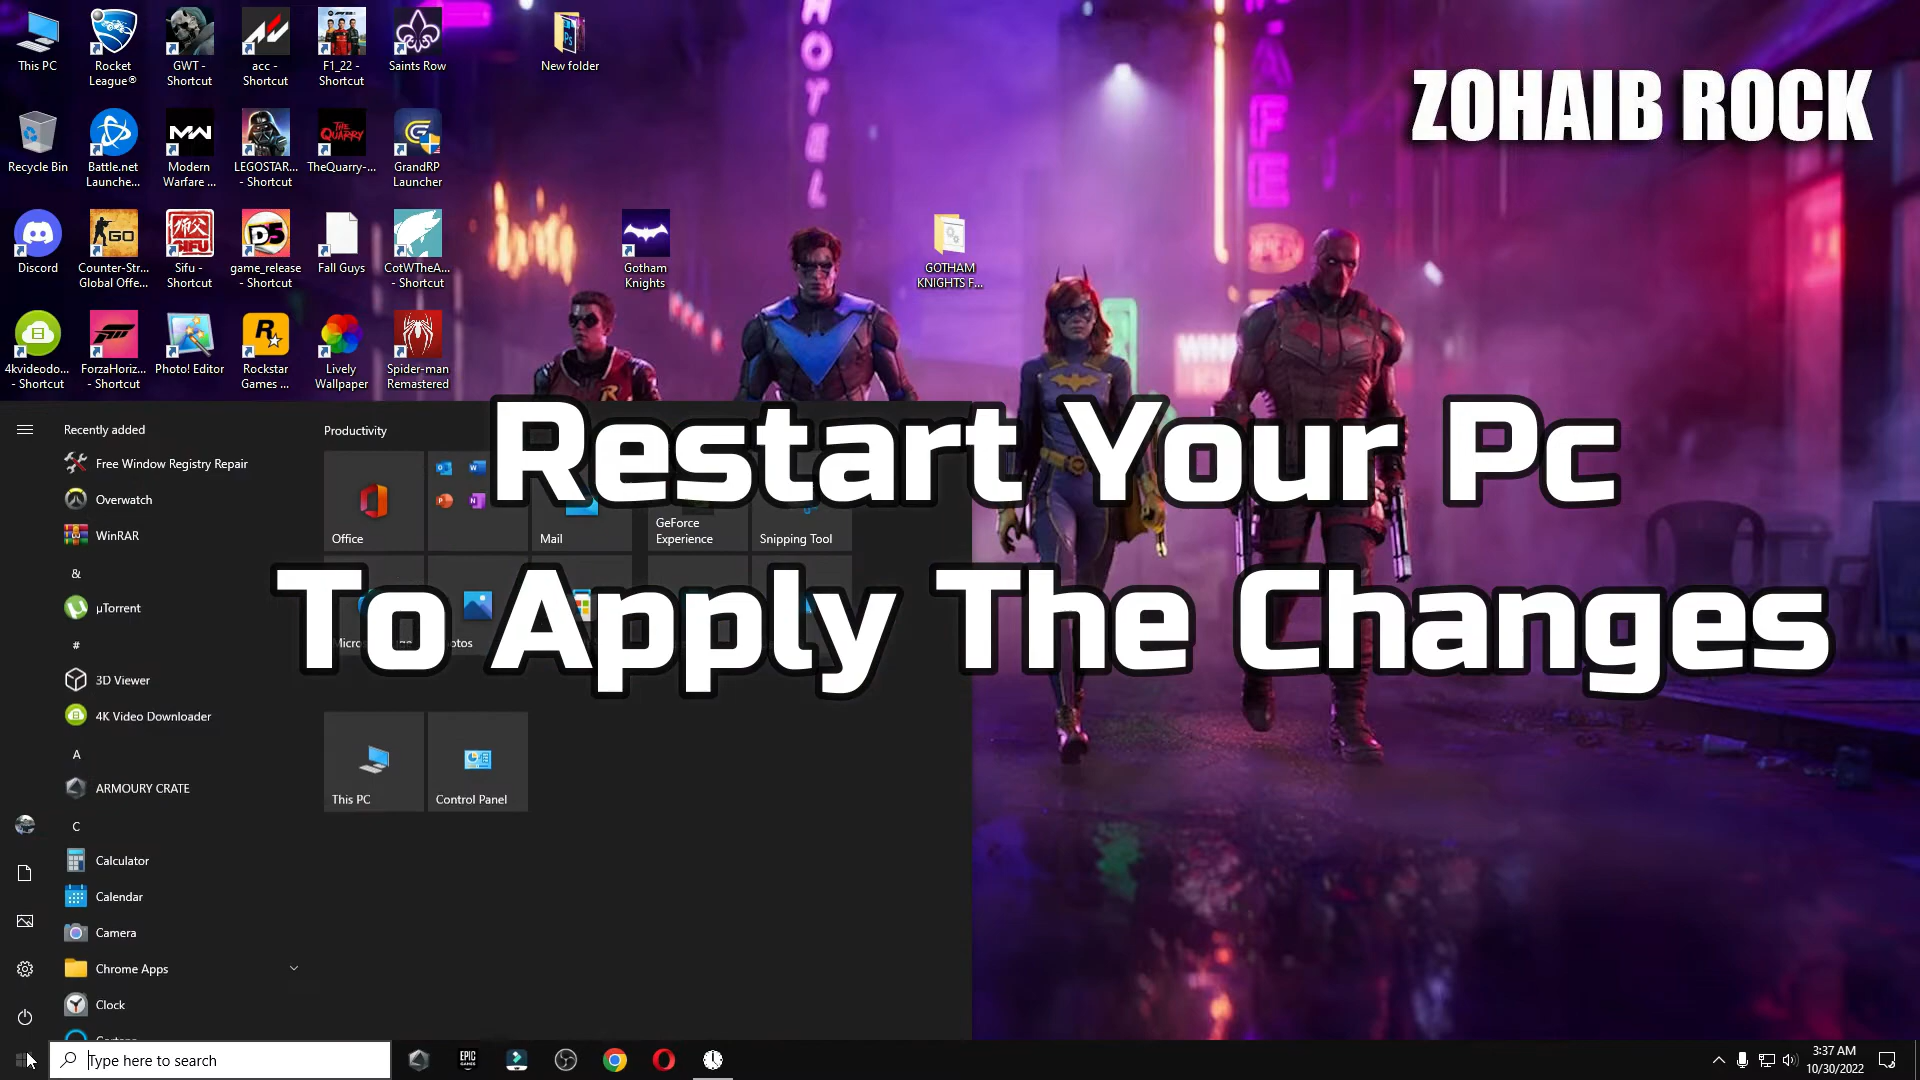 This PC
Rocket
League®
GWT -
Shortcut
acc -
Shortcut
F1_22 -
Shortcut
Saints Row
New folder
ZOHAIB ROCK
Recycle Bin
Battle.net
Launche...
Modern
Warfare ...
LEGOSTAR...
- Shortcut
TheQuarry-...
GrandRP
Launcher
Discord
Counter-Str...
Global Offe...
Sifu -
Shortcut
game_release
- Shortcut
Fall Guys
CotWTheA...
- Shortcut
Gotham
Knights
GOTHAM
KNIGHTS F...
4kvideodo...
- Shortcut
ForzaHoriz...
- Shortcut
Photo! Editor
Rockstar
Games ...
Lively
Wallpaper
Spider-man
Remastered
HOTEL
OPEN
Restart Your Pc
To Apply The Changes
Recently added
Free Window Registry Repair
Overwatch
WinRAR
&
µTorrent
#
3D Viewer
4K Video Downloader
A
ARMOURY CRATE
C
Calculator
Calendar
Camera
Chrome Apps
Clock
Productivity
Office
Mail
GeForce
Experience
Snipping Tool
This PC
Control Panel
Type here to search
EPIC
GAMES
3:37 AM
10/30/2022